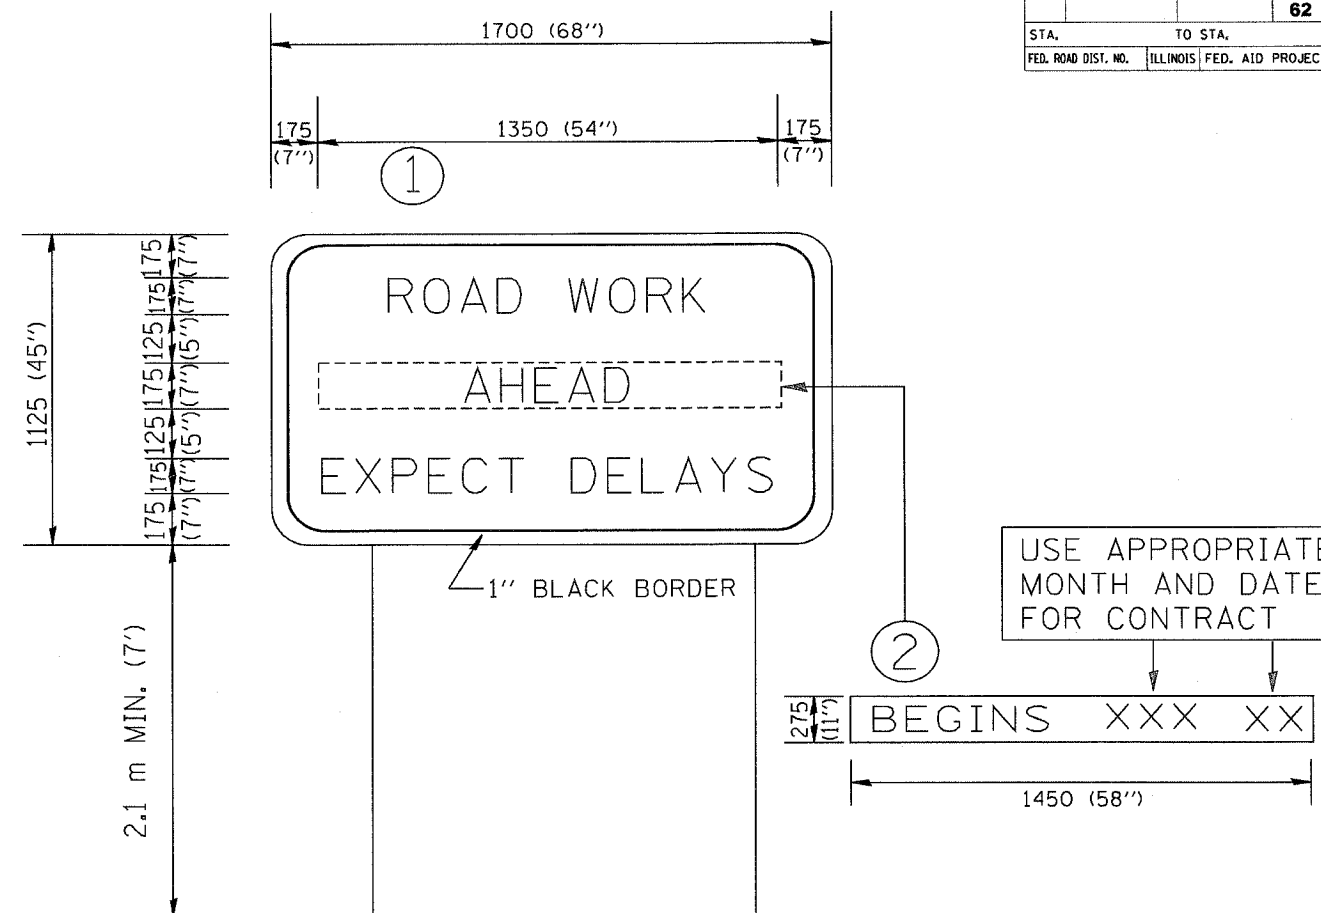 62
STA. TO STA.
FED. ROAD DIST. NO. ILLINOIS FED. AID PROJEC
1700 (68'')
175 (7'')
1350 (54'')
175 (7'')
1
1125 (45'')
175 (7'')
175 (7'')
125 (5'')
175 (7'')
125 (5'')
175 (7'')
175 (7'')
ROAD WORK
AHEAD
EXPECT DELAYS
1'' BLACK BORDER
2.1 m MIN. (7')
2
USE APPROPRIATE
MONTH AND DATE
FOR CONTRACT
275 (11'')
BEGINS XXX XX
1450 (58'')